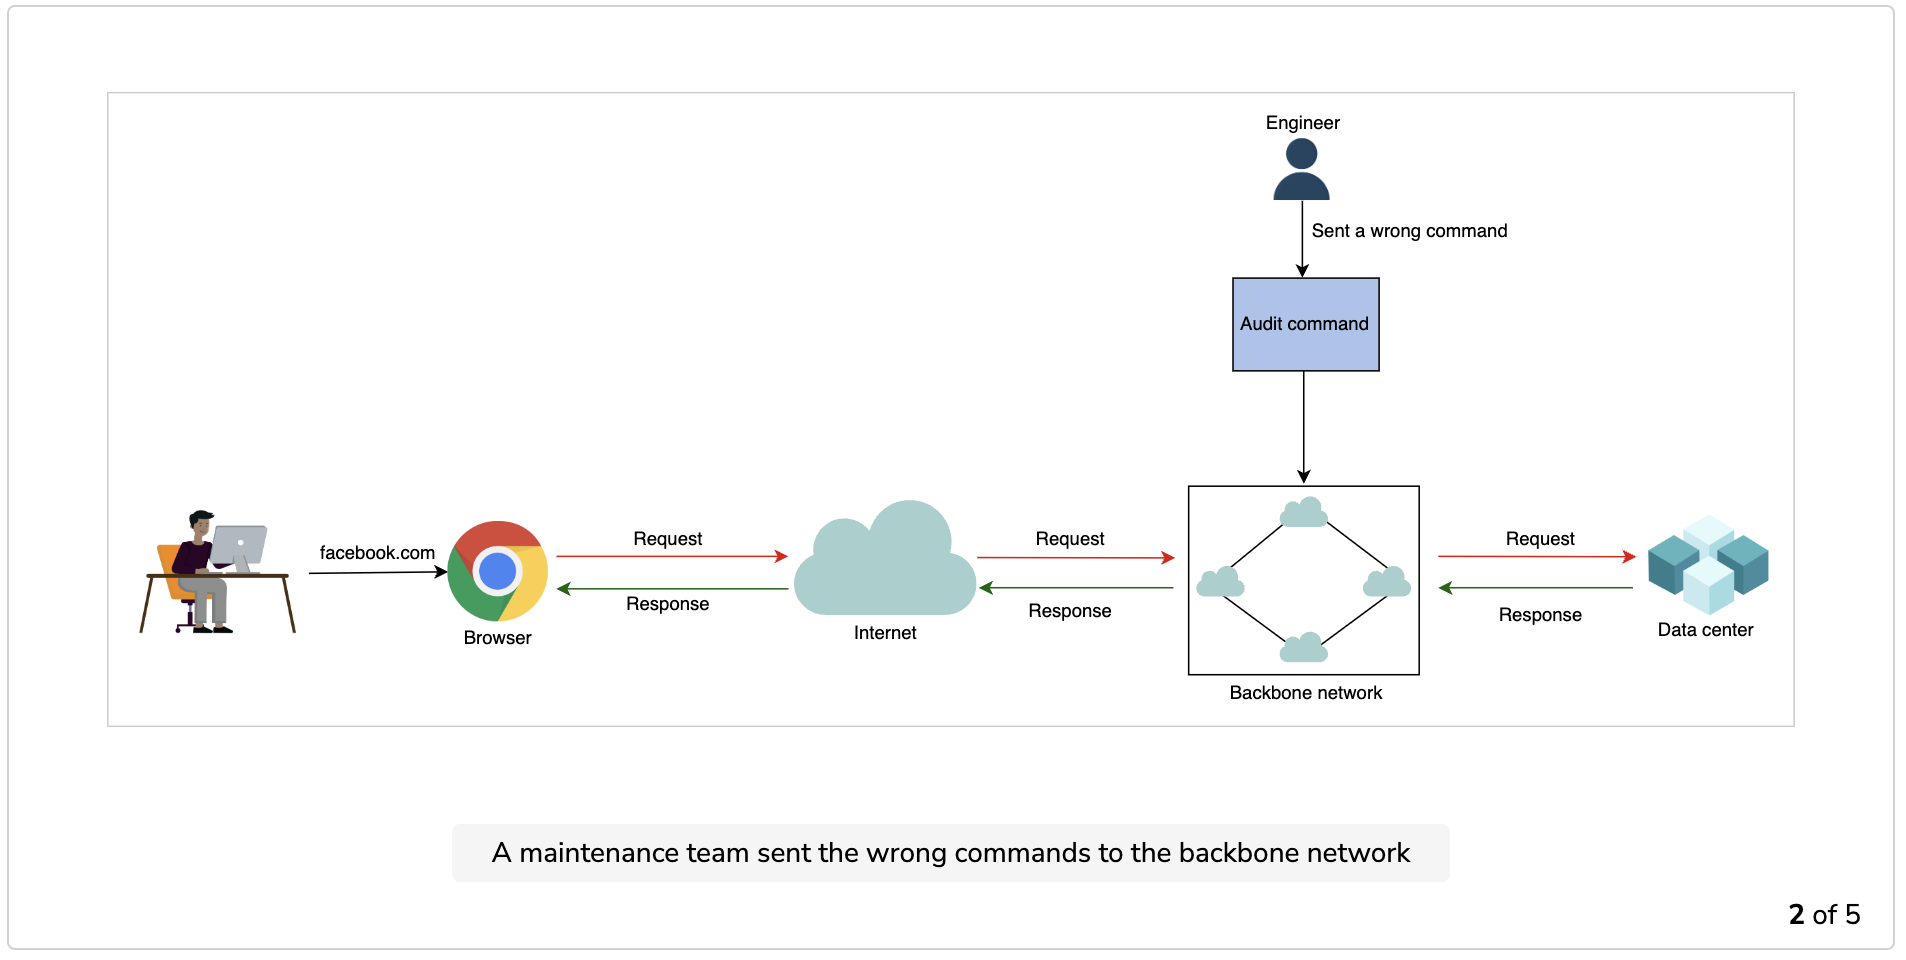 Engineer
Sent a wrong command
Audit command
facebook.com
Request
Request
Request
Response
Response
Response
Browser
Internet
Data center
Backbone network
A maintenance team sent the wrong commands to the backbone network
2 of 5